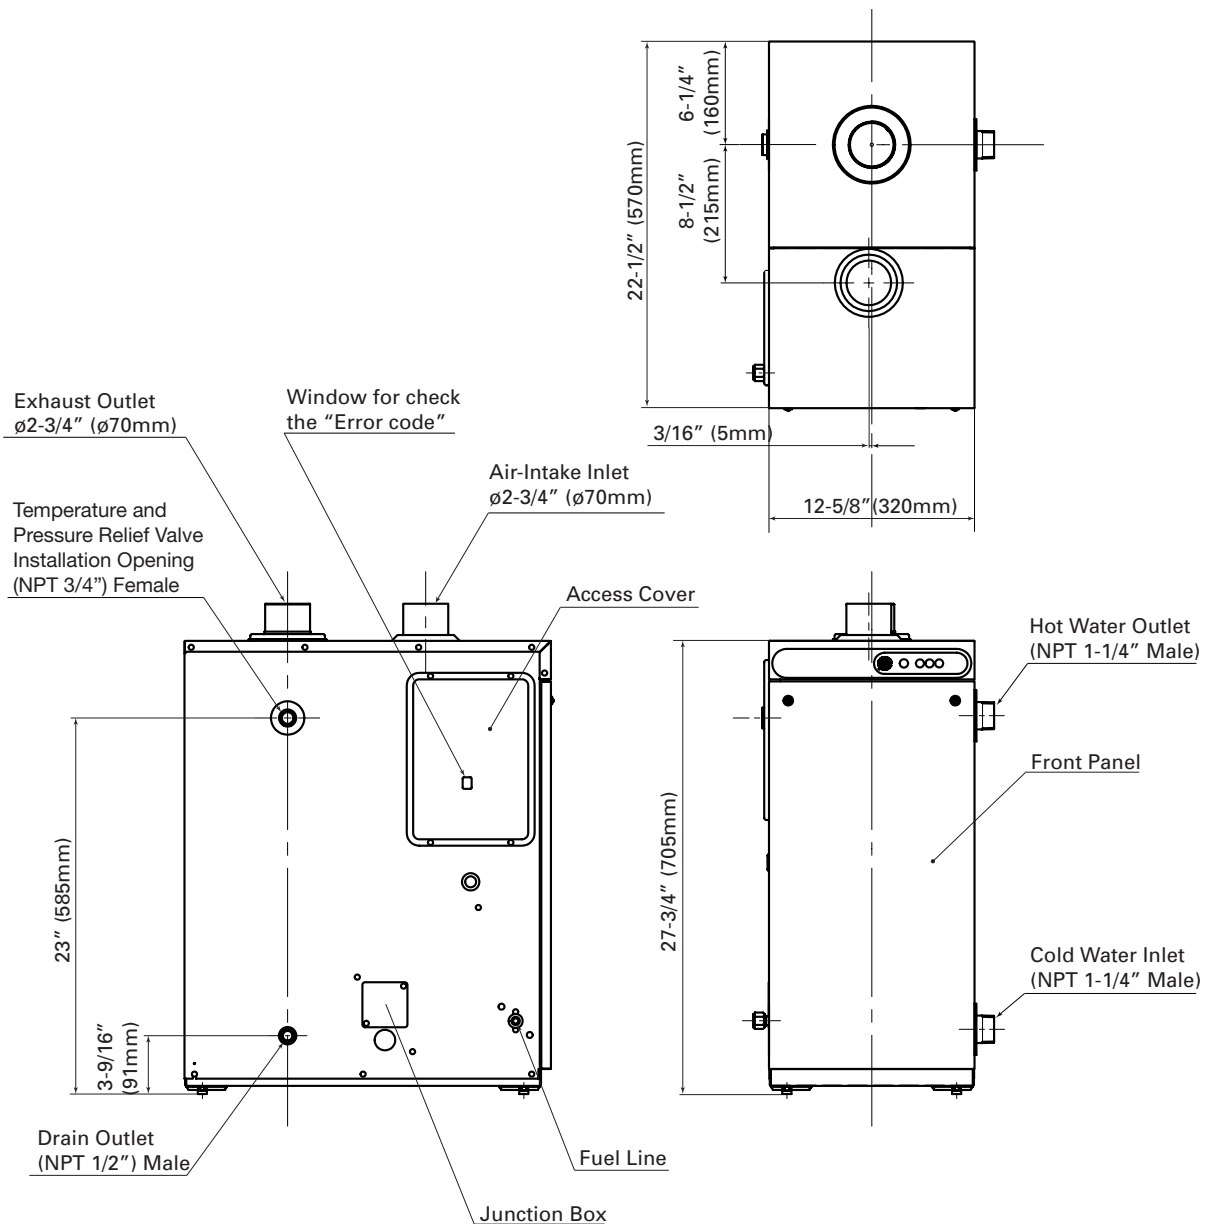 6-1/4″
(160mm)
8-1/2″
(215mm)
22-1/2″ (570mm)
3/16″ (5mm)
12-5/8″(320mm)
Exhaust Outlet
ø2-3/4″ (ø70mm)
Window for check
the “Error code”
Air-Intake Inlet
ø2-3/4″ (ø70mm)
Temperature and
Pressure Relief Valve
Installation Opening
(NPT 3/4”) Female
Access Cover
Hot Water Outlet
(NPT 1-1/4″ Male)
Front Panel
23″ (585mm)
27-3/4″ (705mm)
Cold Water Inlet
(NPT 1-1/4″ Male)
3-9/16″
(91mm)
Drain Outlet
(NPT 1/2″) Male
Fuel Line
Junction Box